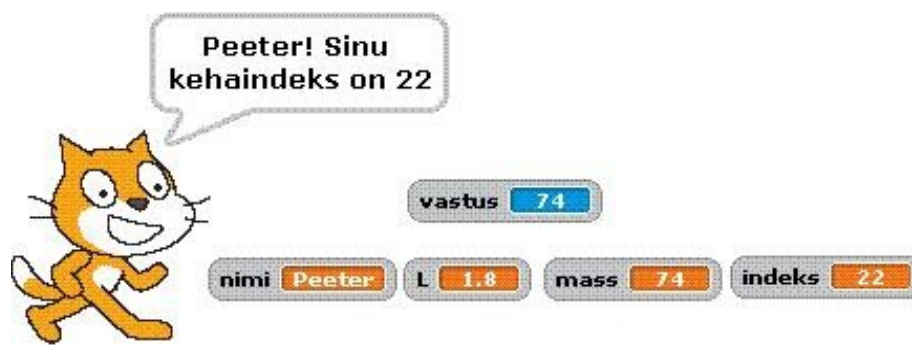 Peeter! Sinu
kehaindeks on 22
vastus 74
nimi Peeter L 1.8 mass 74 indeks 22